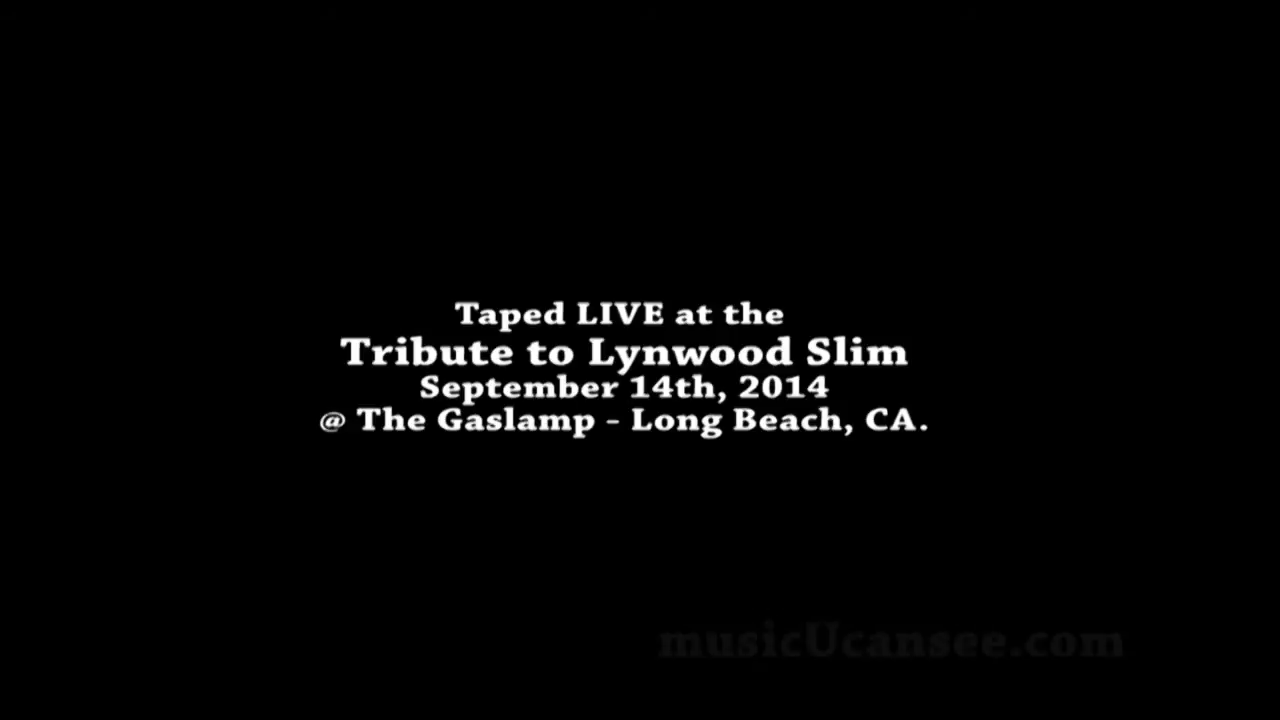 Taped LIVE at the
Tribute to Lynwood Slim
September 14th, 2014
@ The Gaslamp - Long Beach, CA.
musicUcansee.com